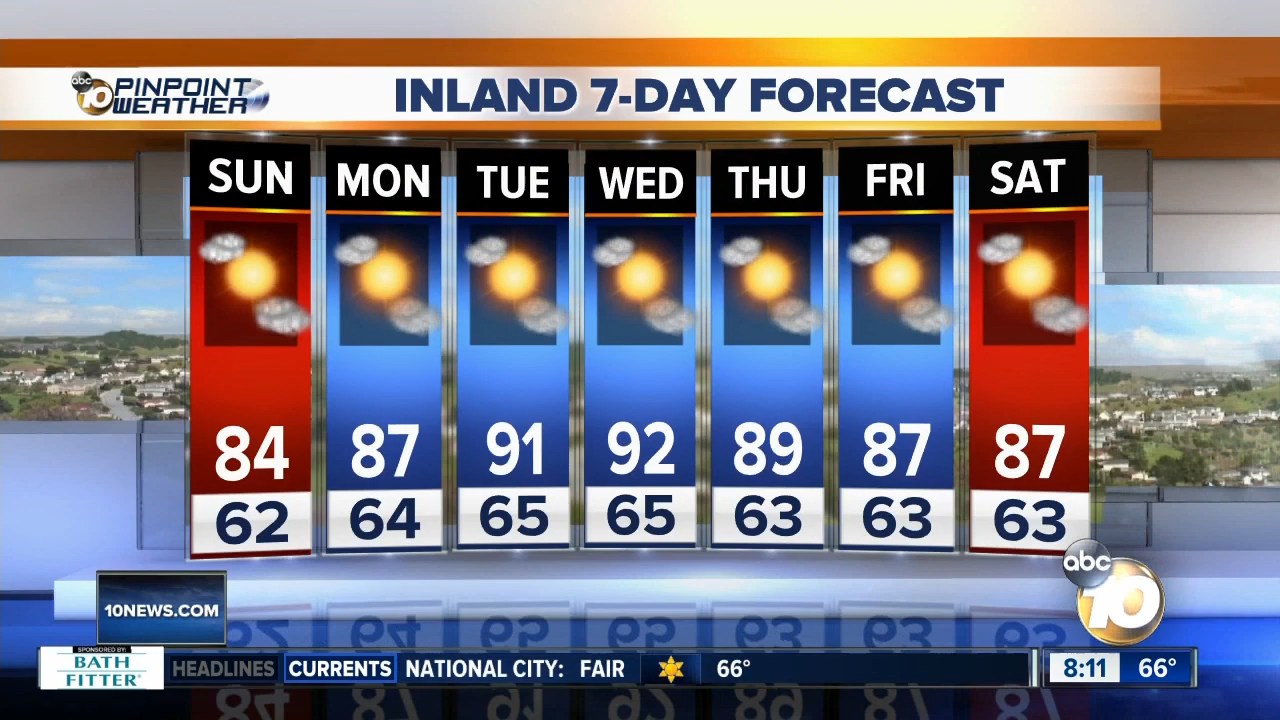 abc 10 PINPOINT WEATHER
INLAND 7-DAY FORECAST
SUN MON TUE WED THU FRI SAT
84 87 91 92 89 87 87
62 64 65 65 63 63 63
abc 10
10NEWS.COM
SPONSORED BY:
BATH
FITTER®
HEADLINES CURRENTS NATIONAL CITY: FAIR 66° 8:11 66°